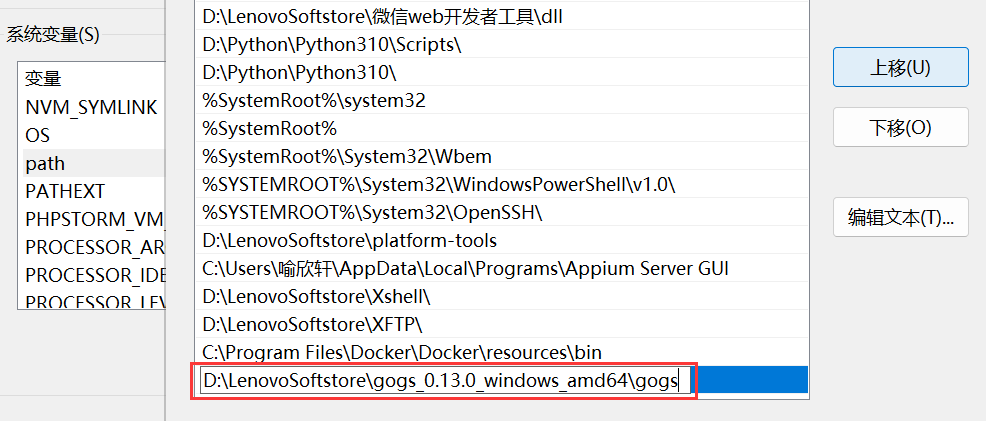 系统变量(S)
变量
NVM_SYMLINK
OS
path
PATHEXT
PHPSTORM_VM_
PROCESSOR_AR
PROCESSOR_IDE
PROCESSOR_LEV
D:\LenovoSoftstore\微信web开发者工具\dll
D:\Python\Python310\Scripts\
D:\Python\Python310\
%SystemRoot%\system32
%SystemRoot%
%SystemRoot%\System32\Wbem
%SYSTEMROOT%\System32\WindowsPowerShell\v1.0\
%SYSTEMROOT%\System32\OpenSSH\
D:\LenovoSoftstore\platform-tools
C:\Users\喻欣轩\AppData\Local\Programs\Appium Server GUI
D:\LenovoSoftstore\Xshell\
D:\LenovoSoftstore\XFTP\
C:\Program Files\Docker\Docker\resources\bin
D:\LenovoSoftstore\gogs_0.13.0_windows_amd64\gogs
上移(U)
下移(O)
编辑文本(T)...